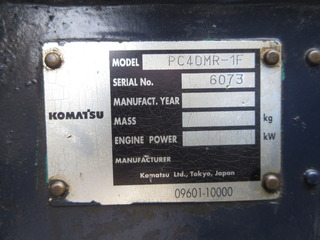 MODEL PC40MR-1F
SERIAL No. 6073
MANUFACT. YEAR
KOMATSU
MASS kg
ENGINE POWER kW
MANUFACTURER
Komatsu Ltd., Tokyo, Japan
09601-10000